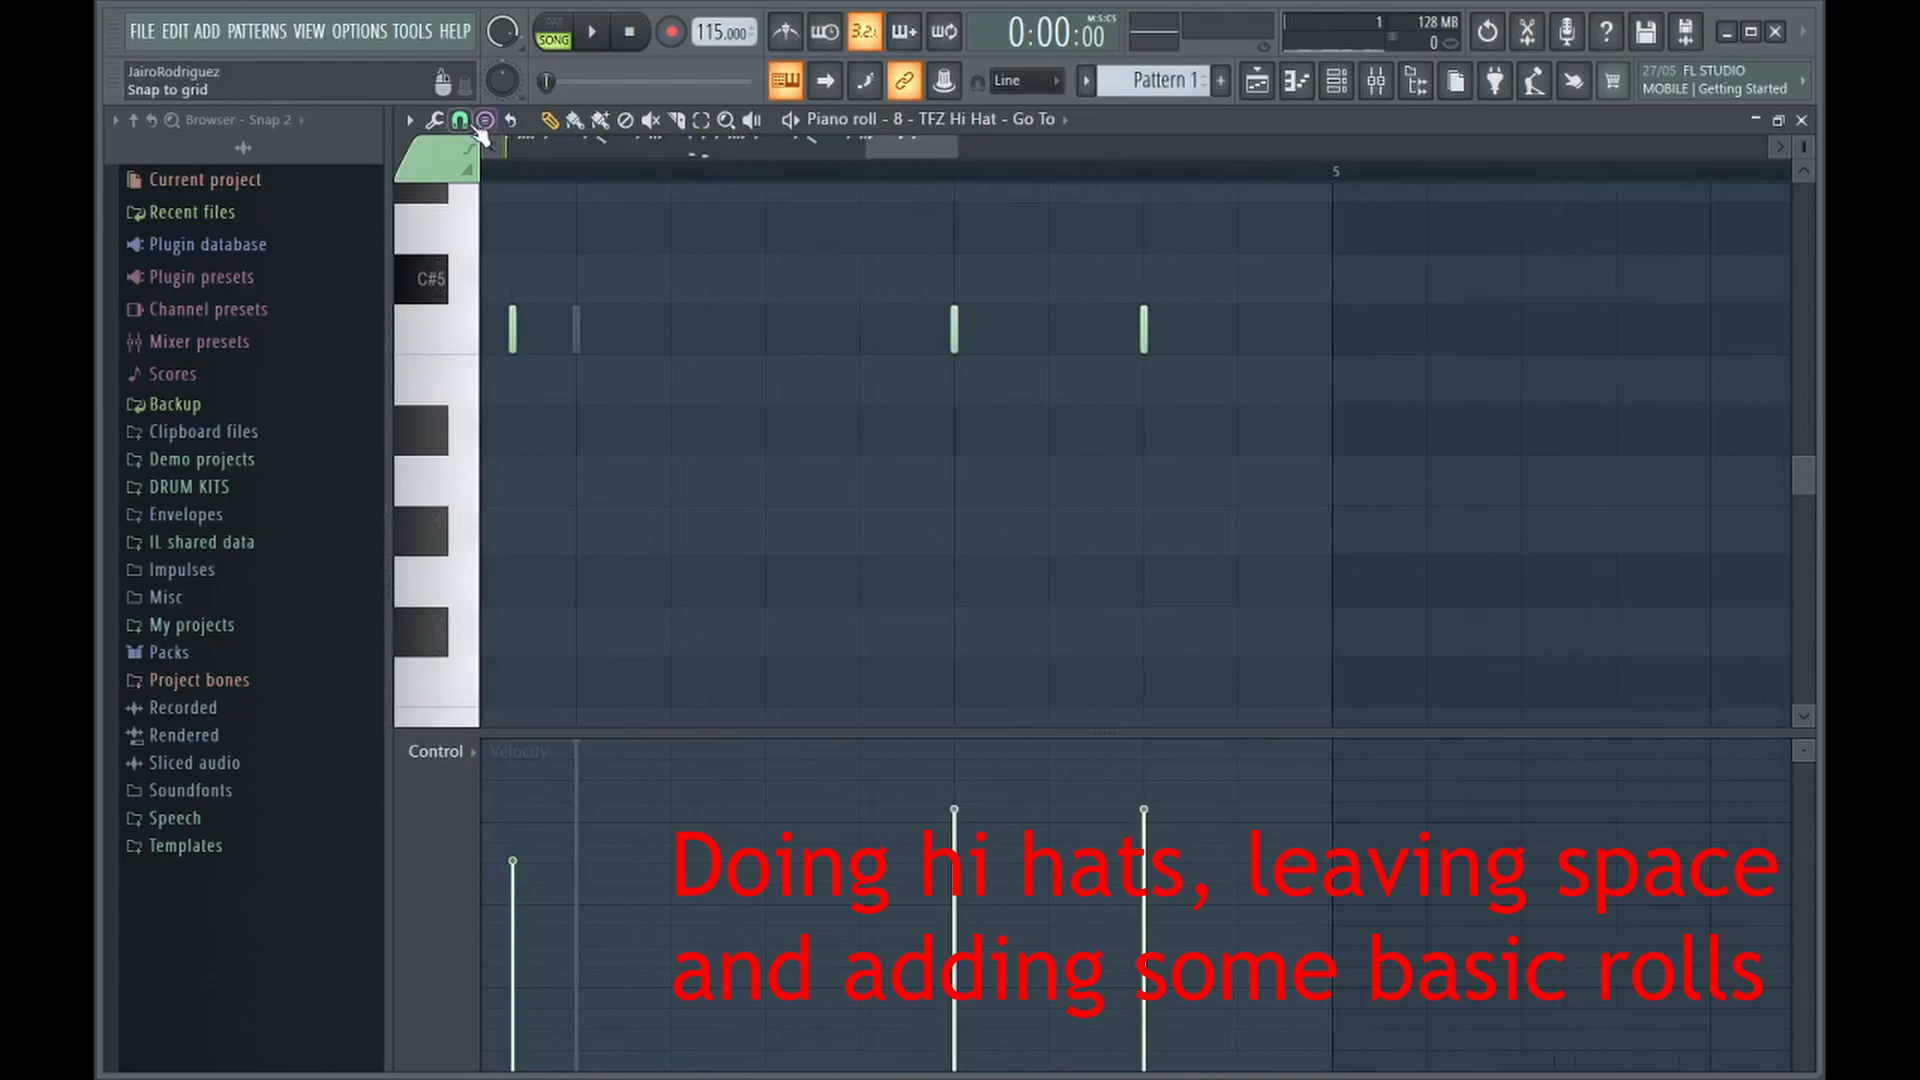 FILE EDIT ADD PATTERNS VIEW OPTIONS TOOLS HELP
PAT
SONG
115.000
3.2.
0:00:00
M:S:CS
1
128 MB
0
JairoRodriguez
Snap to grid
Line
Pattern 1
27/05 FL STUDIO
MOBILE | Getting Started
Browser - Snap 2
Piano roll - 8 - TFZ Hi Hat - Go To
5
Current project
Recent files
Plugin database
Plugin presets
Channel presets
Mixer presets
Scores
Backup
Clipboard files
Demo projects
DRUM KITS
Envelopes
IL shared data
Impulses
Misc
My projects
Packs
Project bones
Recorded
Rendered
Sliced audio
Soundfonts
Speech
Templates
C#5
Control
Velocity
Doing hi hats, leaving space
and adding some basic rolls